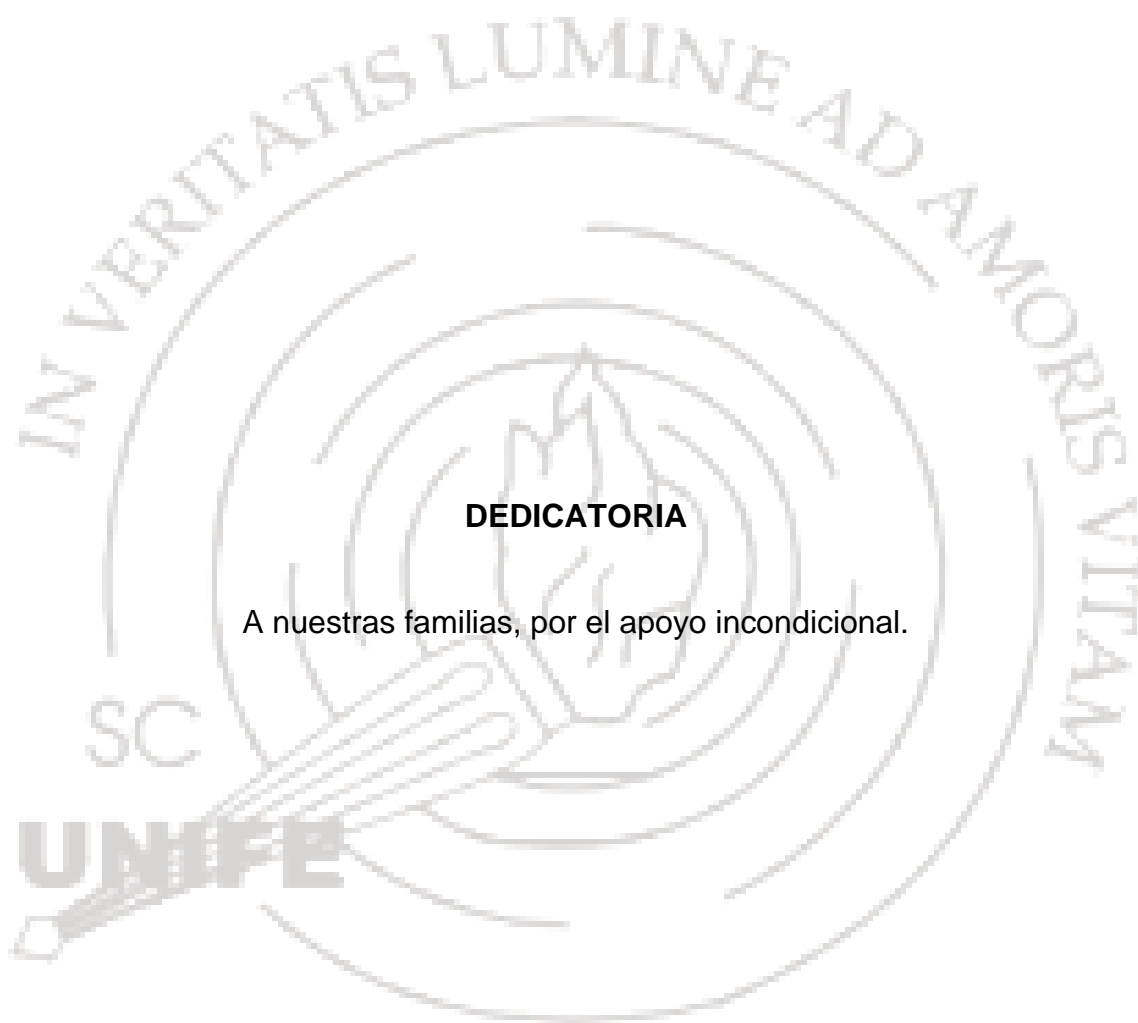 IN VERITATIS LUMINE AD AMORIS VITAM
DEDICATORIA
A nuestras familias, por el apoyo incondicional.
SC
UNIFE